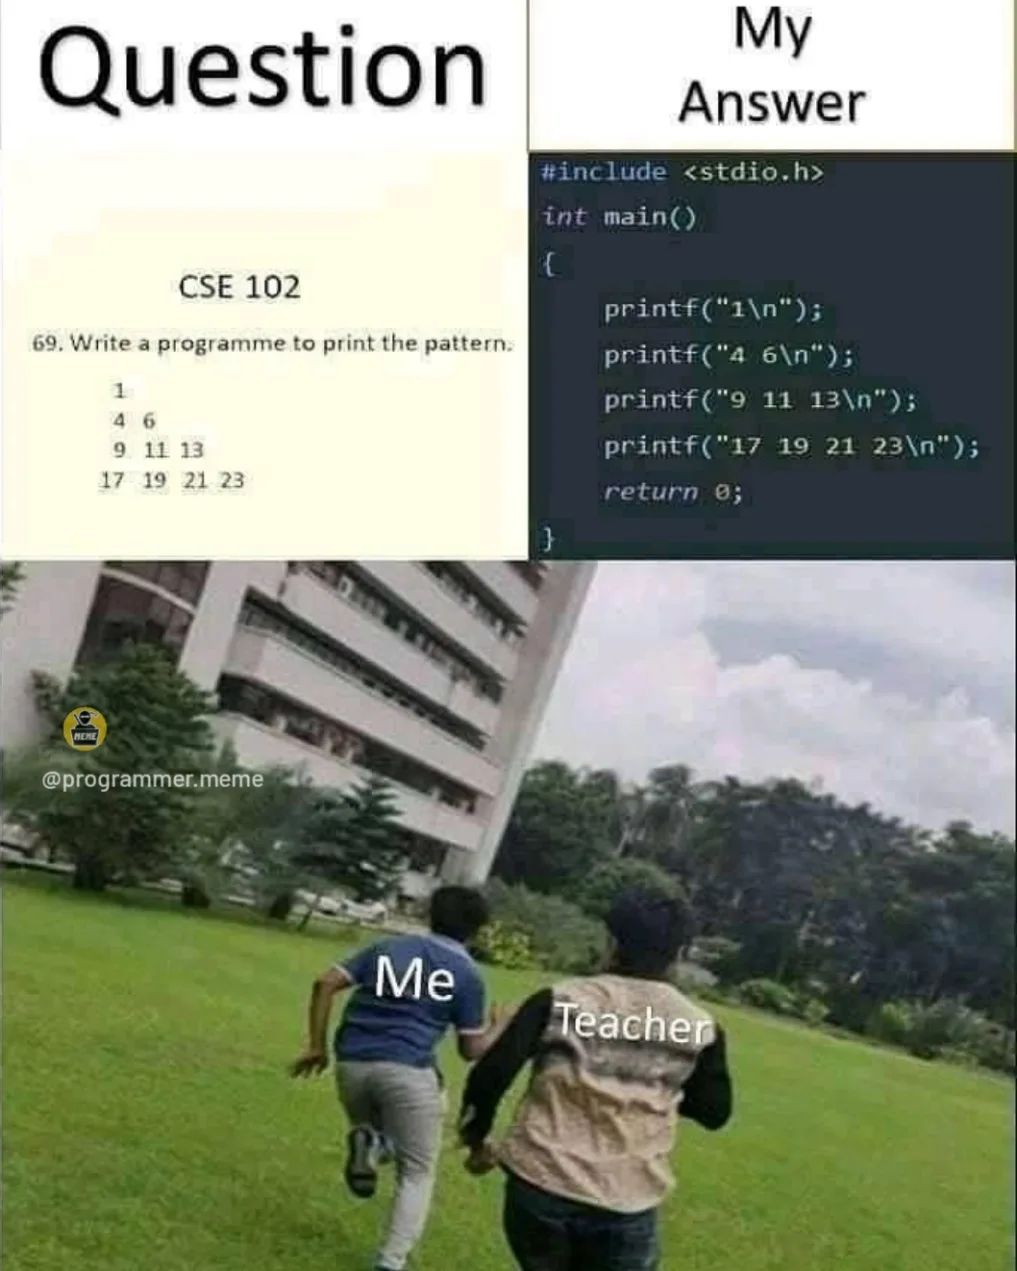 Question
My
Answer
CSE 102
69. Write a programme to print the pattern.
1
4 6
9 11 13
17 19 21 23
#include <stdio.h>
int main()
{
printf("1\n");
printf("4 6\n");
printf("9 11 13\n");
printf("17 19 21 23\n");
return 0;
}
MEME
@programmer.meme
Me
Teacher